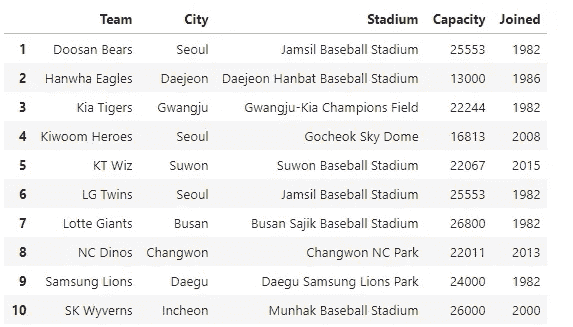 Team City Stadium Capacity Joined
1 Doosan Bears Seoul Jamsil Baseball Stadium 25553 1982
2 Hanwha Eagles Daejeon Daejeon Hanbat Baseball Stadium 13000 1986
3 Kia Tigers Gwangju Gwangju-Kia Champions Field 22244 1982
4 Kiwoom Heroes Seoul Gocheok Sky Dome 16813 2008
5 KT Wiz Suwon Suwon Baseball Stadium 22067 2015
6 LG Twins Seoul Jamsil Baseball Stadium 25553 1982
7 Lotte Giants Busan Busan Sajik Baseball Stadium 26800 1982
8 NC Dinos Changwon Changwon NC Park 22011 2013
9 Samsung Lions Daegu Daegu Samsung Lions Park 24000 1982
10 SK Wyverns Incheon Munhak Baseball Stadium 26000 2000